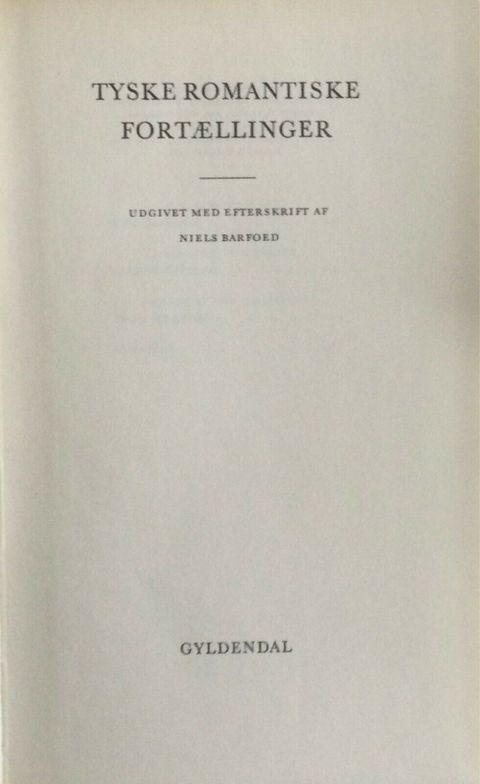 TYSKE ROMANTISKE
FORTÆLLINGER
UDGIVET MED EFTERSKRIFT AF
NIELS BARFOED
GYLDENDAL